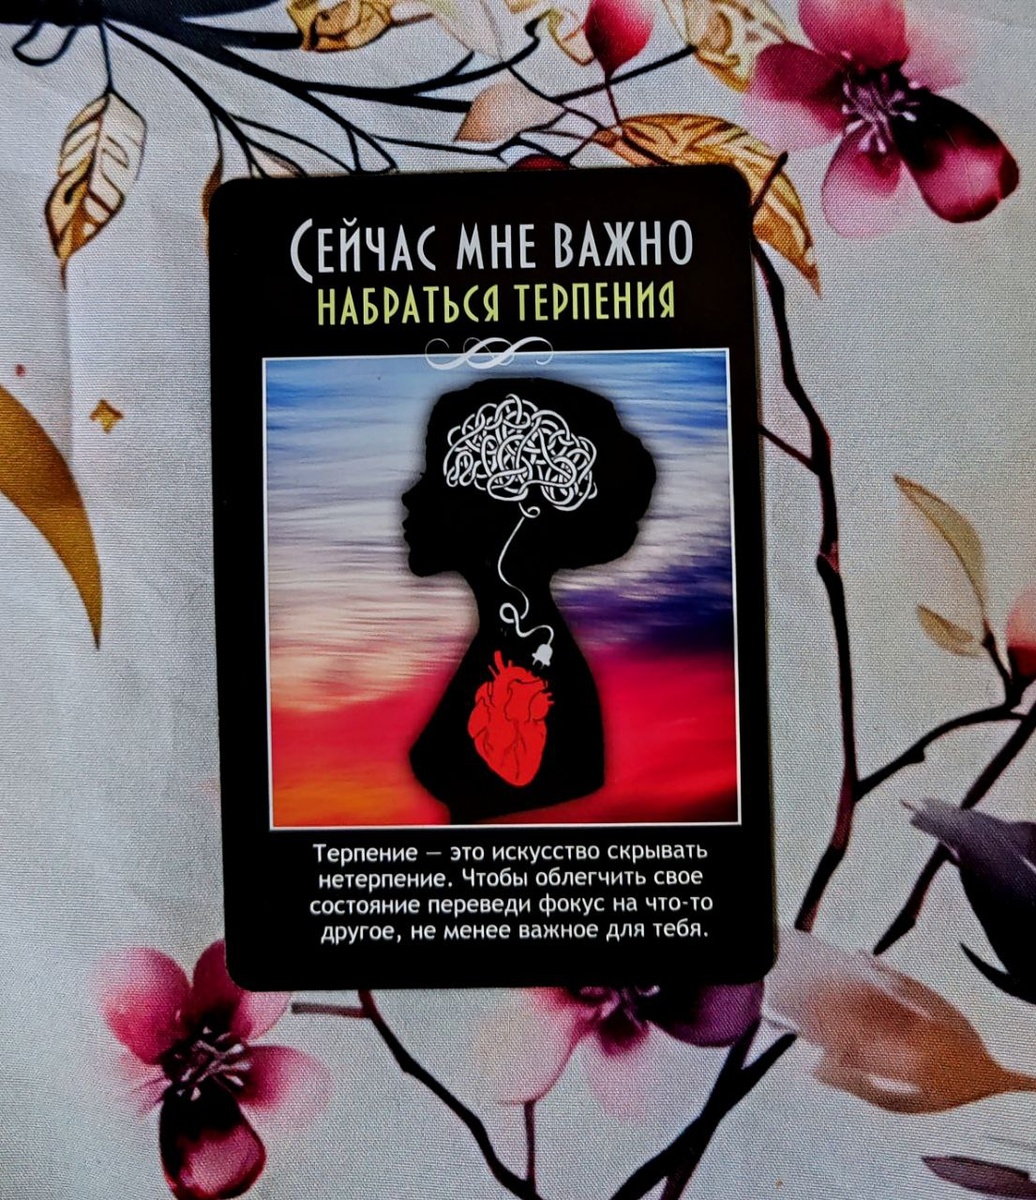 Сейчас мне важно
набраться терпения
Терпение — это искусство скрывать
нетерпение. Чтобы облегчить свое
состояние переведи фокус на что-то
другое, не менее важное для тебя.